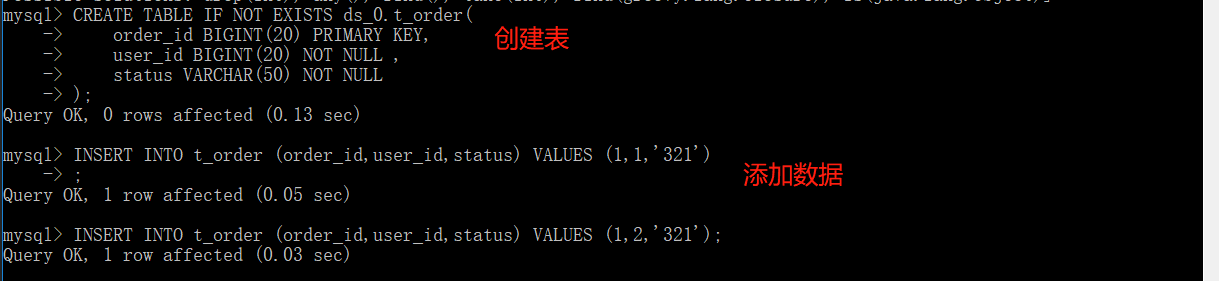 mysql> CREATE TABLE IF NOT EXISTS ds_0.t_order(
    -> order_id BIGINT(20) PRIMARY KEY,
创建表
    -> user_id BIGINT(20) NOT NULL ,
    -> status VARCHAR(50) NOT NULL
    -> );
Query OK, 0 rows affected (0.13 sec)
mysql> INSERT INTO t_order (order_id,user_id,status) VALUES (1,1,'321')
    -> ;
添加数据
Query OK, 1 row affected (0.05 sec)
mysql> INSERT INTO t_order (order_id,user_id,status) VALUES (1,2,'321');
Query OK, 1 row affected (0.03 sec)